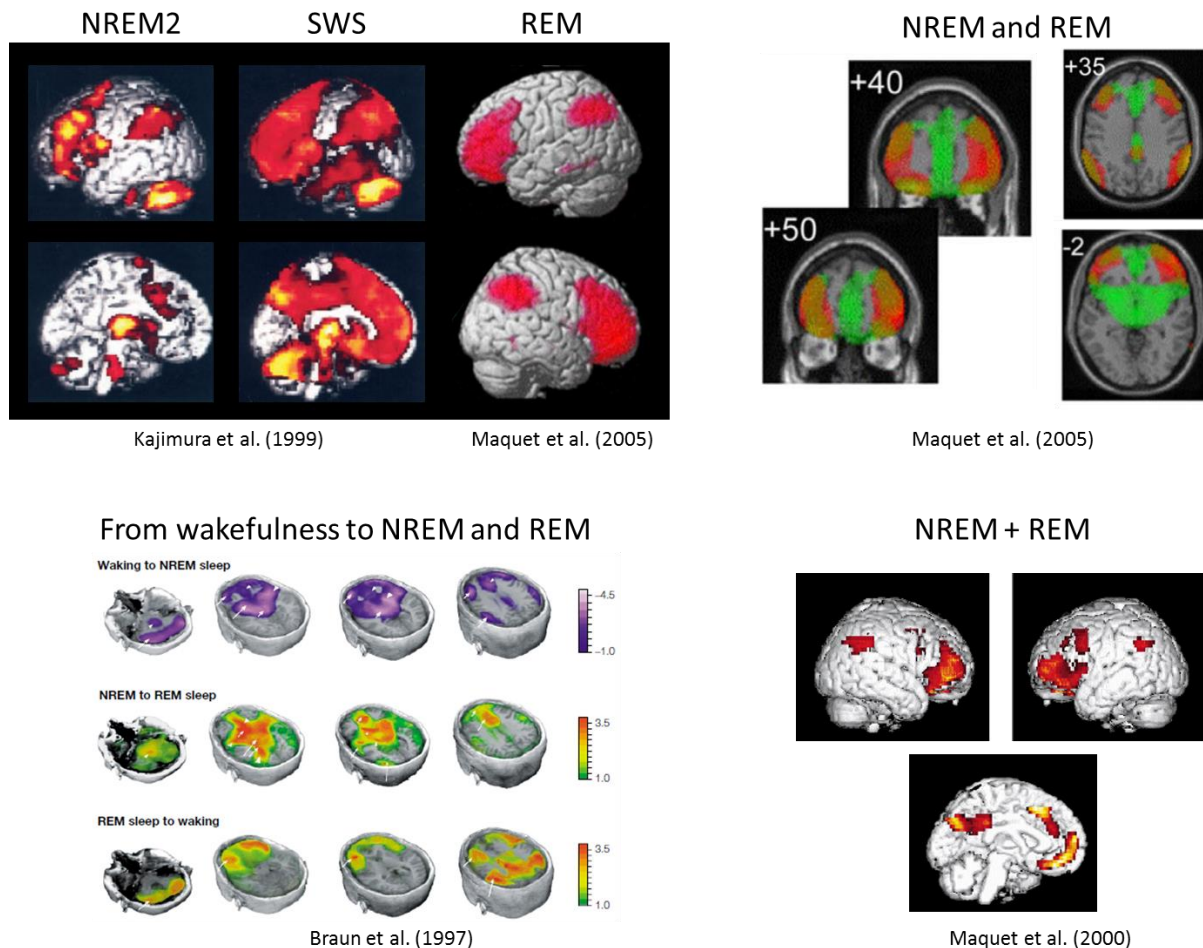 NREM2 SWS REM
Kajimura et al. (1999) Maquet et al. (2005)
NREM and REM
+40
+35
+50
-2
Maquet et al. (2005)
From wakefulness to NREM and REM
Waking to NREM sleep
-4.5
-1.0
NREM to REM sleep
3.5
1.0
REM sleep to waking
3.5
1.0
Braun et al. (1997)
NREM + REM
Maquet et al. (2000)